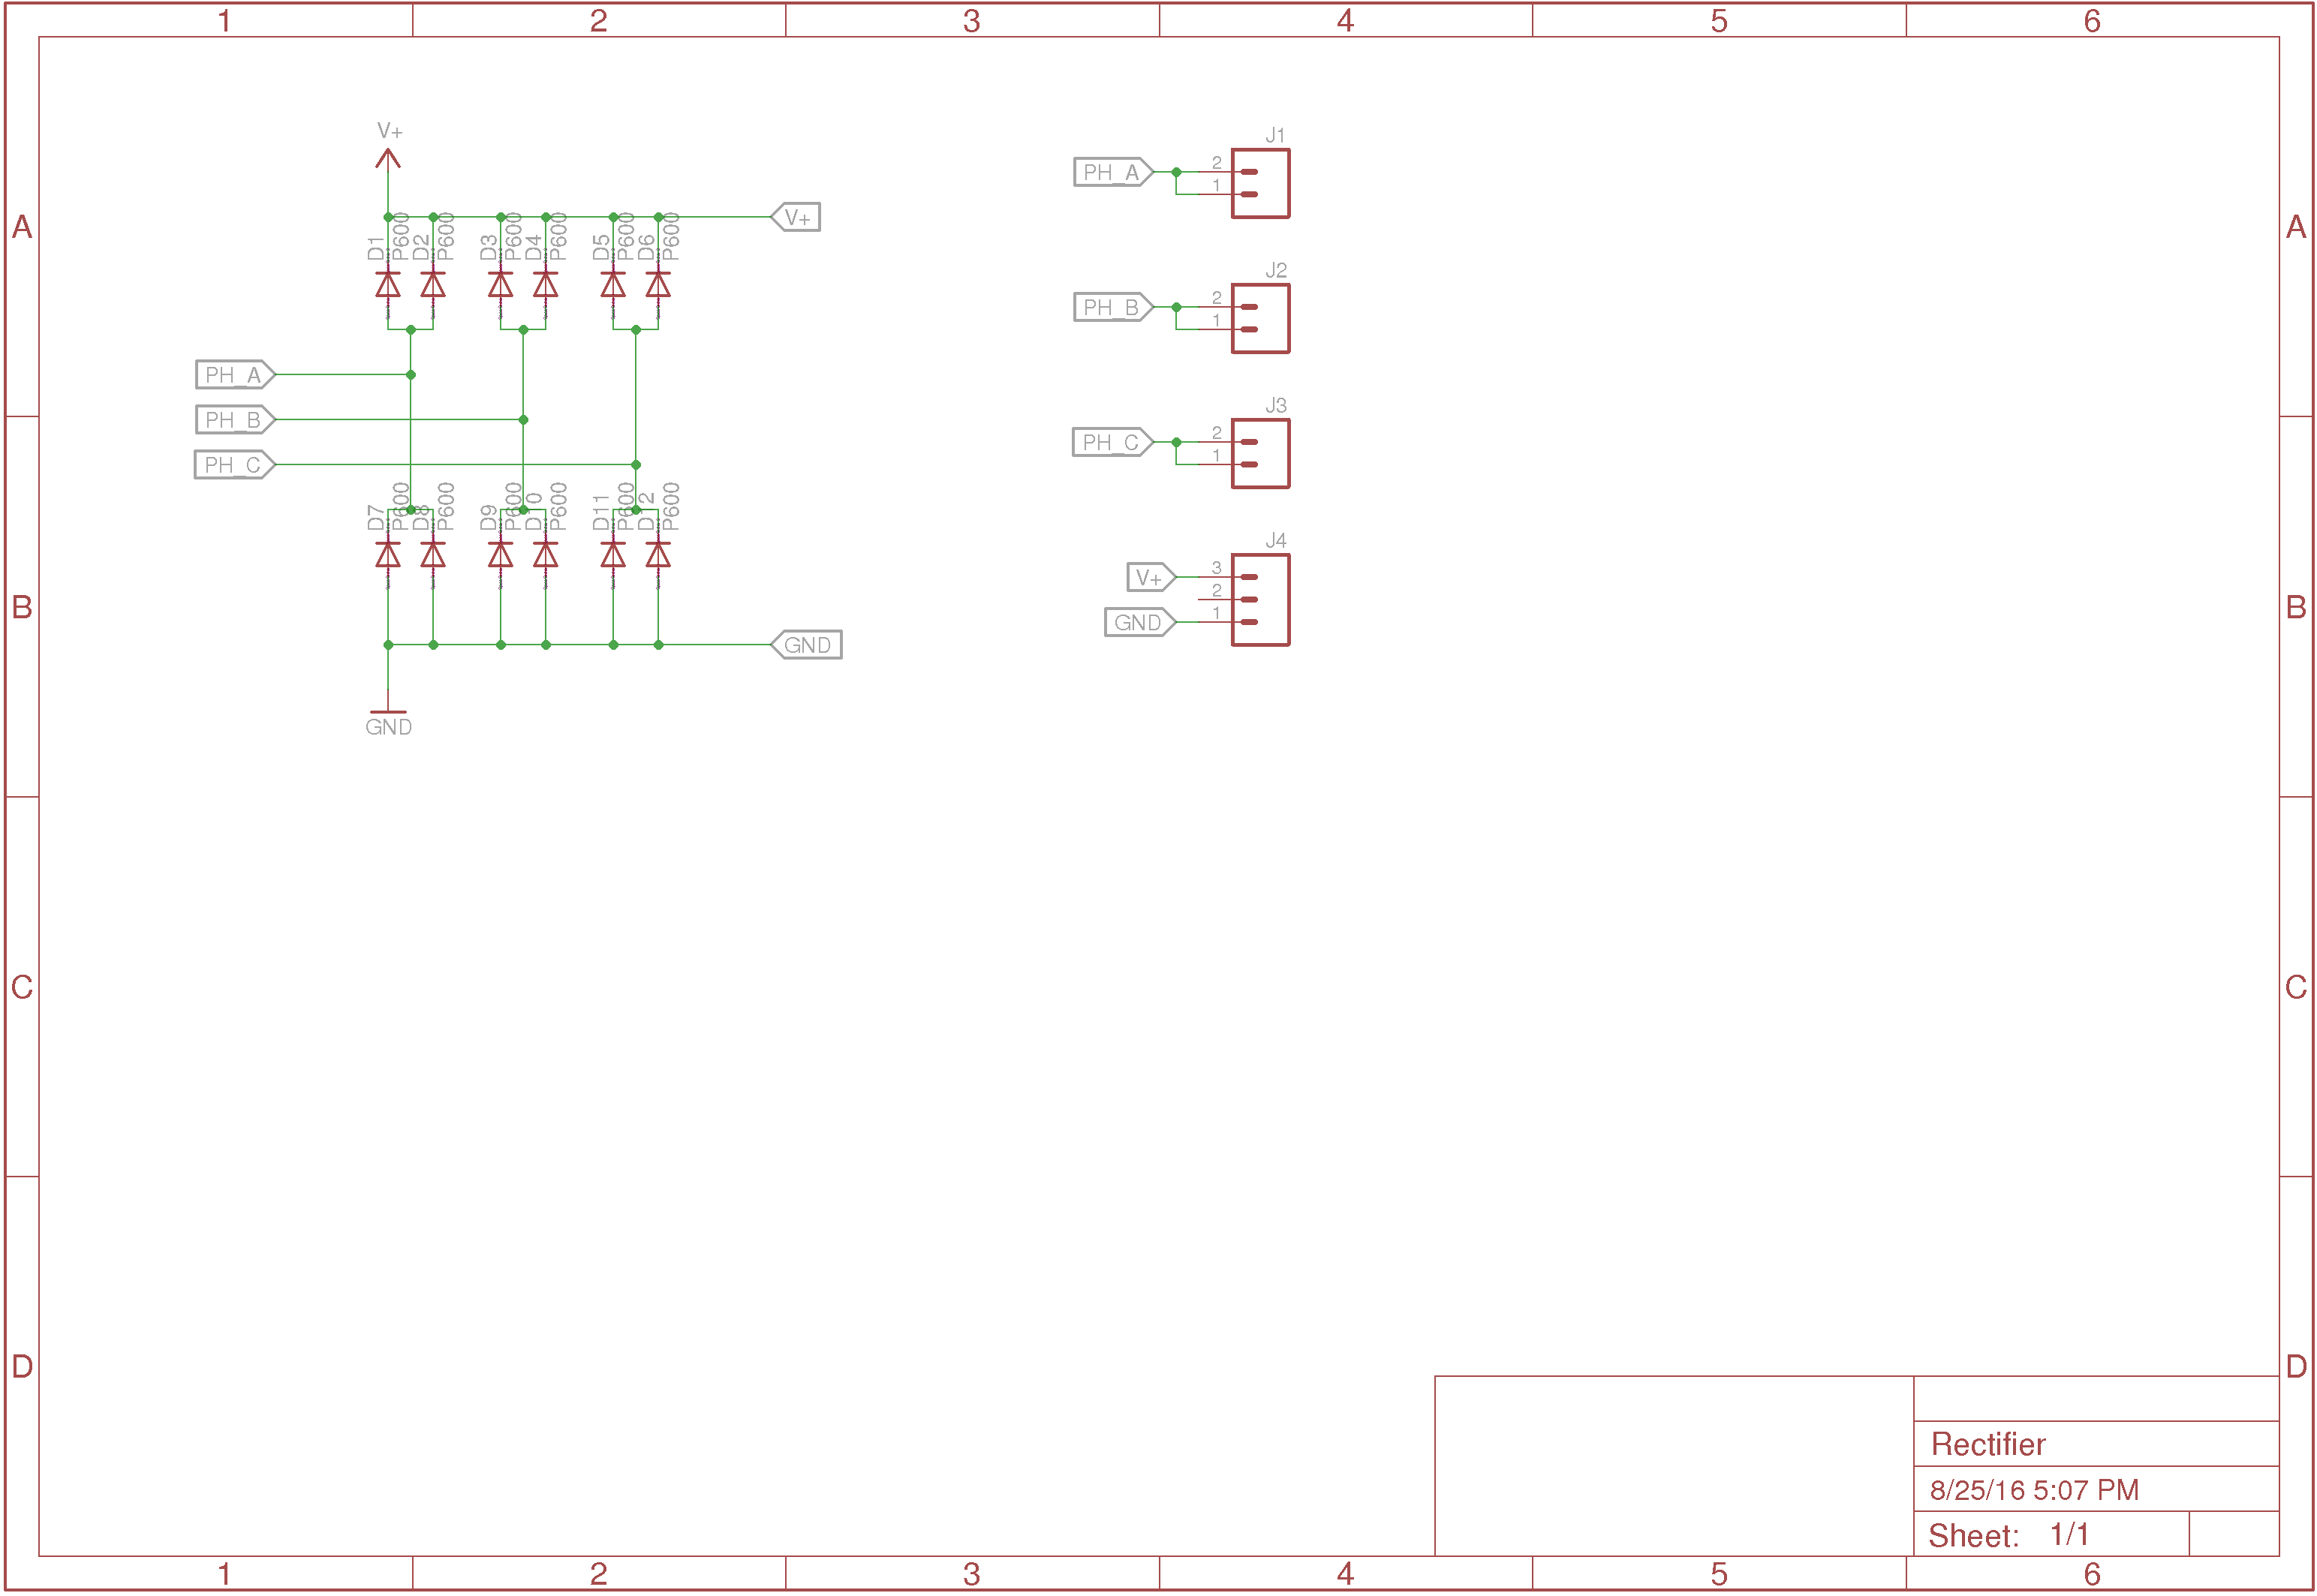 1 2 3 4 5 6
A A
B B
C C
D D
V+
V+
D1 P600 D2 P600 D3 P600 D4 P600 D5 P600 D6 P600
PH_A
PH_B
PH_C
D7 P600 D8 P600 D9 P600 D10 P600 D11 P600 D12 P600
GND
GND
J1
PH_A 2
1
J2
PH_B 2
1
J3
PH_C 2
1
J4
V+ 3
2
GND 1
Rectifier
8/25/16 5:07 PM
Sheet: 1/1
1 2 3 4 5 6